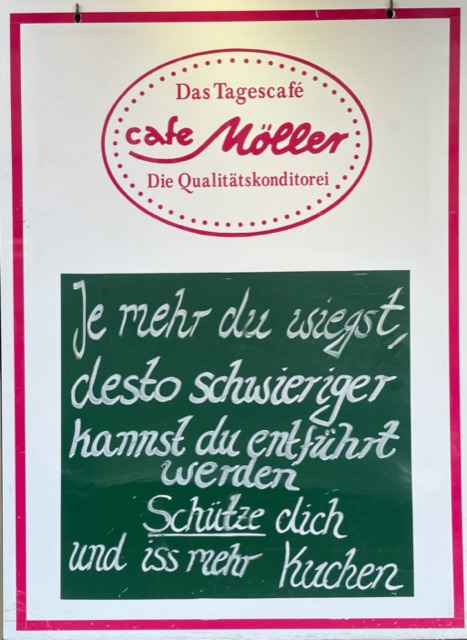 Das Tagescafé
cafe Möller
Die Qualitätskonditorei
Je mehr du wiegst,
desto schwieriger
kannst du entführt
werden
Schütze dich
und iss mehr Kuchen